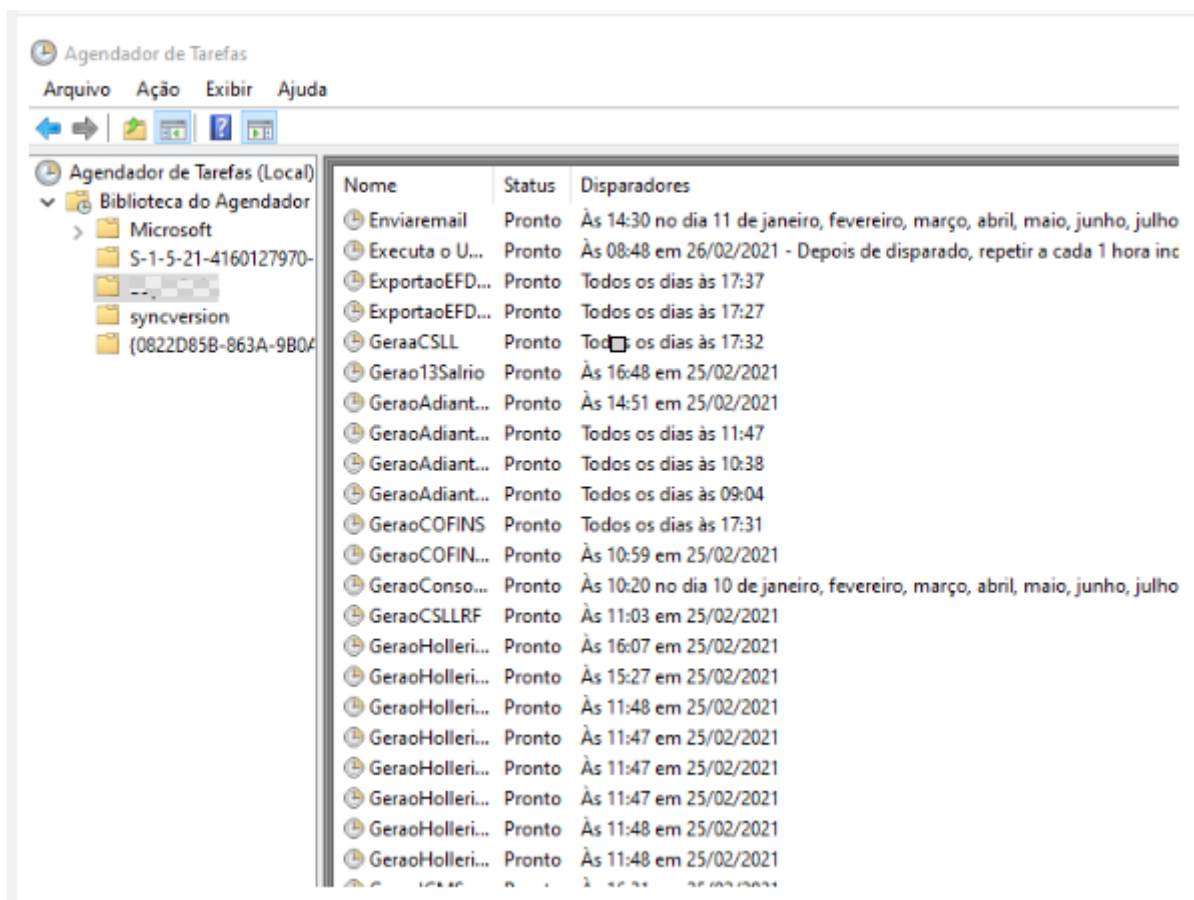 Agendador de Tarefas
Arquivo Ação Exibir Ajuda
Agendador de Tarefas (Local)
Biblioteca do Agendador
Microsoft
S-1-5-21-4160127970-
syncversion
{0822D85B-863A-9B0A
Nome Status Disparadores
Enviaremail Pronto Às 14:30 no dia 11 de janeiro, fevereiro, março, abril, maio, junho, julho
Executa o U... Pronto Às 08:48 em 26/02/2021 - Depois de disparado, repetir a cada 1 hora inc
ExportaoEFD... Pronto Todos os dias às 17:37
ExportaoEFD... Pronto Todos os dias às 17:27
GeraaCSLL Pronto Todos os dias às 17:32
Gerao13Salrio Pronto Às 16:48 em 25/02/2021
GeraoAdiant... Pronto Às 14:51 em 25/02/2021
GeraoAdiant... Pronto Todos os dias às 11:47
GeraoAdiant... Pronto Todos os dias às 10:38
GeraoAdiant... Pronto Todos os dias às 09:04
GeraoCOFINS Pronto Todos os dias às 17:31
GeraoCOFIN... Pronto Às 10:59 em 25/02/2021
GeraoConso... Pronto Às 10:20 no dia 10 de janeiro, fevereiro, março, abril, maio, junho, julho
GeraoCSLLRF Pronto Às 11:03 em 25/02/2021
GeraoHolleri... Pronto Às 16:07 em 25/02/2021
GeraoHolleri... Pronto Às 15:27 em 25/02/2021
GeraoHolleri... Pronto Às 11:48 em 25/02/2021
GeraoHolleri... Pronto Às 11:47 em 25/02/2021
GeraoHolleri... Pronto Às 11:47 em 25/02/2021
GeraoHolleri... Pronto Às 11:47 em 25/02/2021
GeraoHolleri... Pronto Às 11:48 em 25/02/2021
GeraoHolleri... Pronto Às 11:48 em 25/02/2021